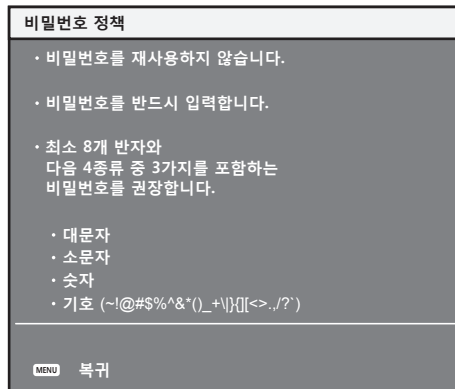 비밀번호 정책
・비밀번호를 재사용하지 않습니다.
・비밀번호를 반드시 입력합니다.
・최소 8개 반자와
다음 4종류 중 3가지를 포함하는
비밀번호를 권장합니다.
・대문자
・소문자
・숫자
・기호 (~!@#$%^&*()_+\|}{][<>.,/?`)
MENU 복귀